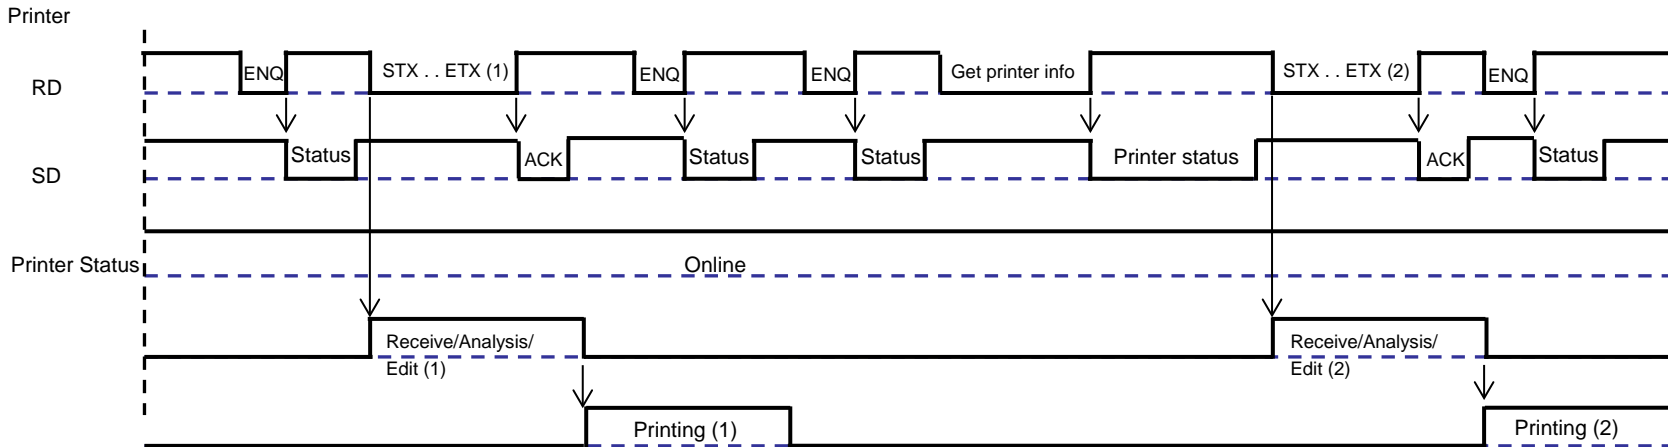 Printer
RD
ENQ
STX . . ETX (1)
ENQ
ENQ
Get printer info
STX . . ETX (2)
ENQ
SD
Status
ACK
Status
Status
Printer status
ACK
Status
Printer Status
Online
Receive/Analysis/
Edit (1)
Receive/Analysis/
Edit (2)
Printing (1)
Printing (2)